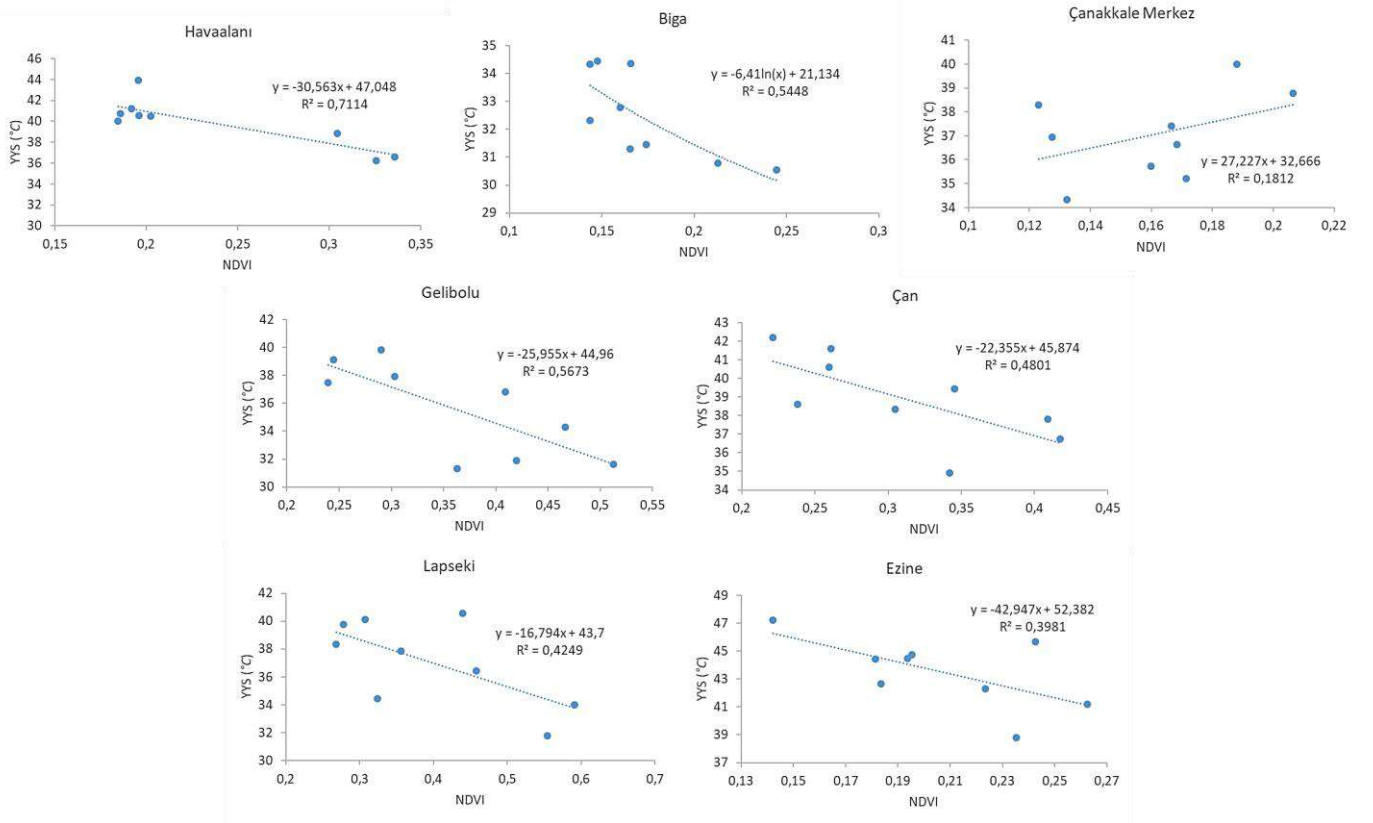 Havaalanı
46
44
42
40
38
36
34
32
30
YYS (°C)
y = -30,563x + 47,048
R² = 0,7114
0,15 0,2 0,25 0,3 0,35
NDVI
Biga
35
34
33
32
31
30
29
YYS (°C)
y = -6,41ln(x) + 21,134
R² = 0,5448
0,1 0,15 0,2 0,25 0,3
NDVI
Çanakkale Merkez
41
40
39
38
37
36
35
34
YYS (°C)
y = 27,227x + 32,666
R² = 0,1812
0,1 0,12 0,14 0,16 0,18 0,2 0,22
NDVI
Gelibolu
42
40
38
36
34
32
30
YYS (°C)
y = -25,955x + 44,96
R² = 0,5673
0,2 0,25 0,3 0,35 0,4 0,45 0,5 0,55
NDVI
Çan
43
42
41
40
39
38
37
36
35
34
YYS (°C)
y = -22,355x + 45,874
R² = 0,4801
0,2 0,25 0,3 0,35 0,4 0,45
NDVI
Lapseki
42
40
38
36
34
32
30
YYS (°C)
y = -16,794x + 43,7
R² = 0,4249
0,2 0,3 0,4 0,5 0,6 0,7
NDVI
Ezine
49
47
45
43
41
39
37
YYS (°C)
y = -42,947x + 52,382
R² = 0,3981
0,13 0,15 0,17 0,19 0,21 0,23 0,25 0,27
NDVI